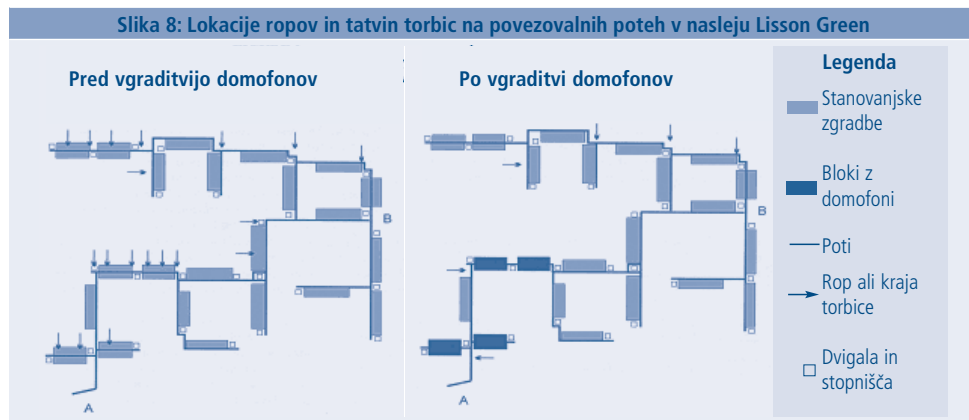 Slika 8: Lokacije ropov in tatvin torbic na povezovalnih poteh v nasleju Lisson Green
Pred vgraditvijo domofonov
Po vgraditvi domofonov
B
A
B
A
Legenda
Stanovanjske
zgradbe
Bloki z
domofoni
Poti
Rop ali kraja
torbice
Dvigala in
stopnišča